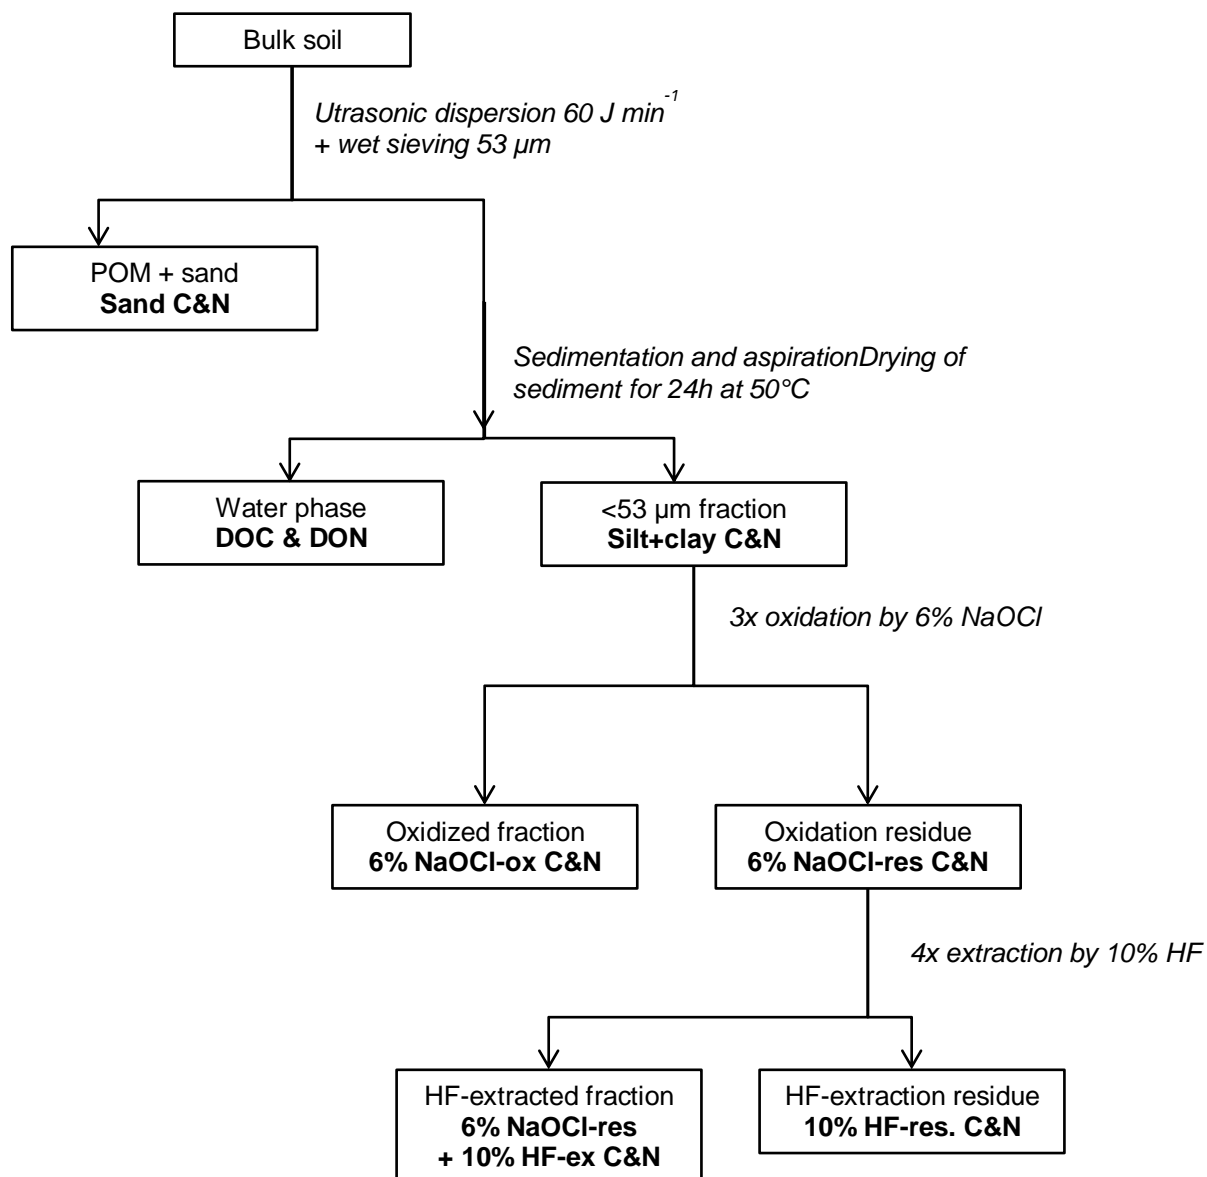 Bulk soil
Utrasonic dispersion 60 J min-1
+ wet sieving 53 µm
POM + sand
Sand C&N
Sedimentation and aspirationDrying of
sediment for 24h at 50°C
Water phase
DOC & DON
<53 µm fraction
Silt+clay C&N
3x oxidation by 6% NaOCl
Oxidized fraction
6% NaOCl-ox C&N
Oxidation residue
6% NaOCl-res C&N
4x extraction by 10% HF
HF-extracted fraction
6% NaOCl-res
+ 10% HF-ex C&N
HF-extraction residue
10% HF-res. C&N